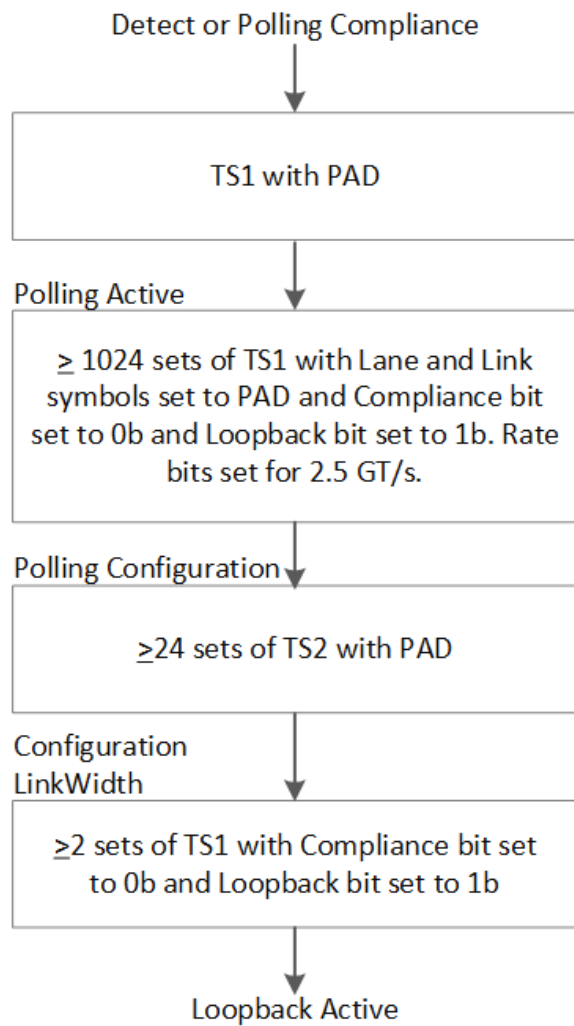 Detect or Polling Compliance
TS1 with PAD
Polling Active
≥ 1024 sets of TS1 with Lane and Link
symbols set to PAD and Compliance bit
set to 0b and Loopback bit set to 1b. Rate
bits set for 2.5 GT/s.
Polling Configuration
≥24 sets of TS2 with PAD
Configuration
LinkWidth
≥2 sets of TS1 with Compliance bit set
to 0b and Loopback bit set to 1b
Loopback Active